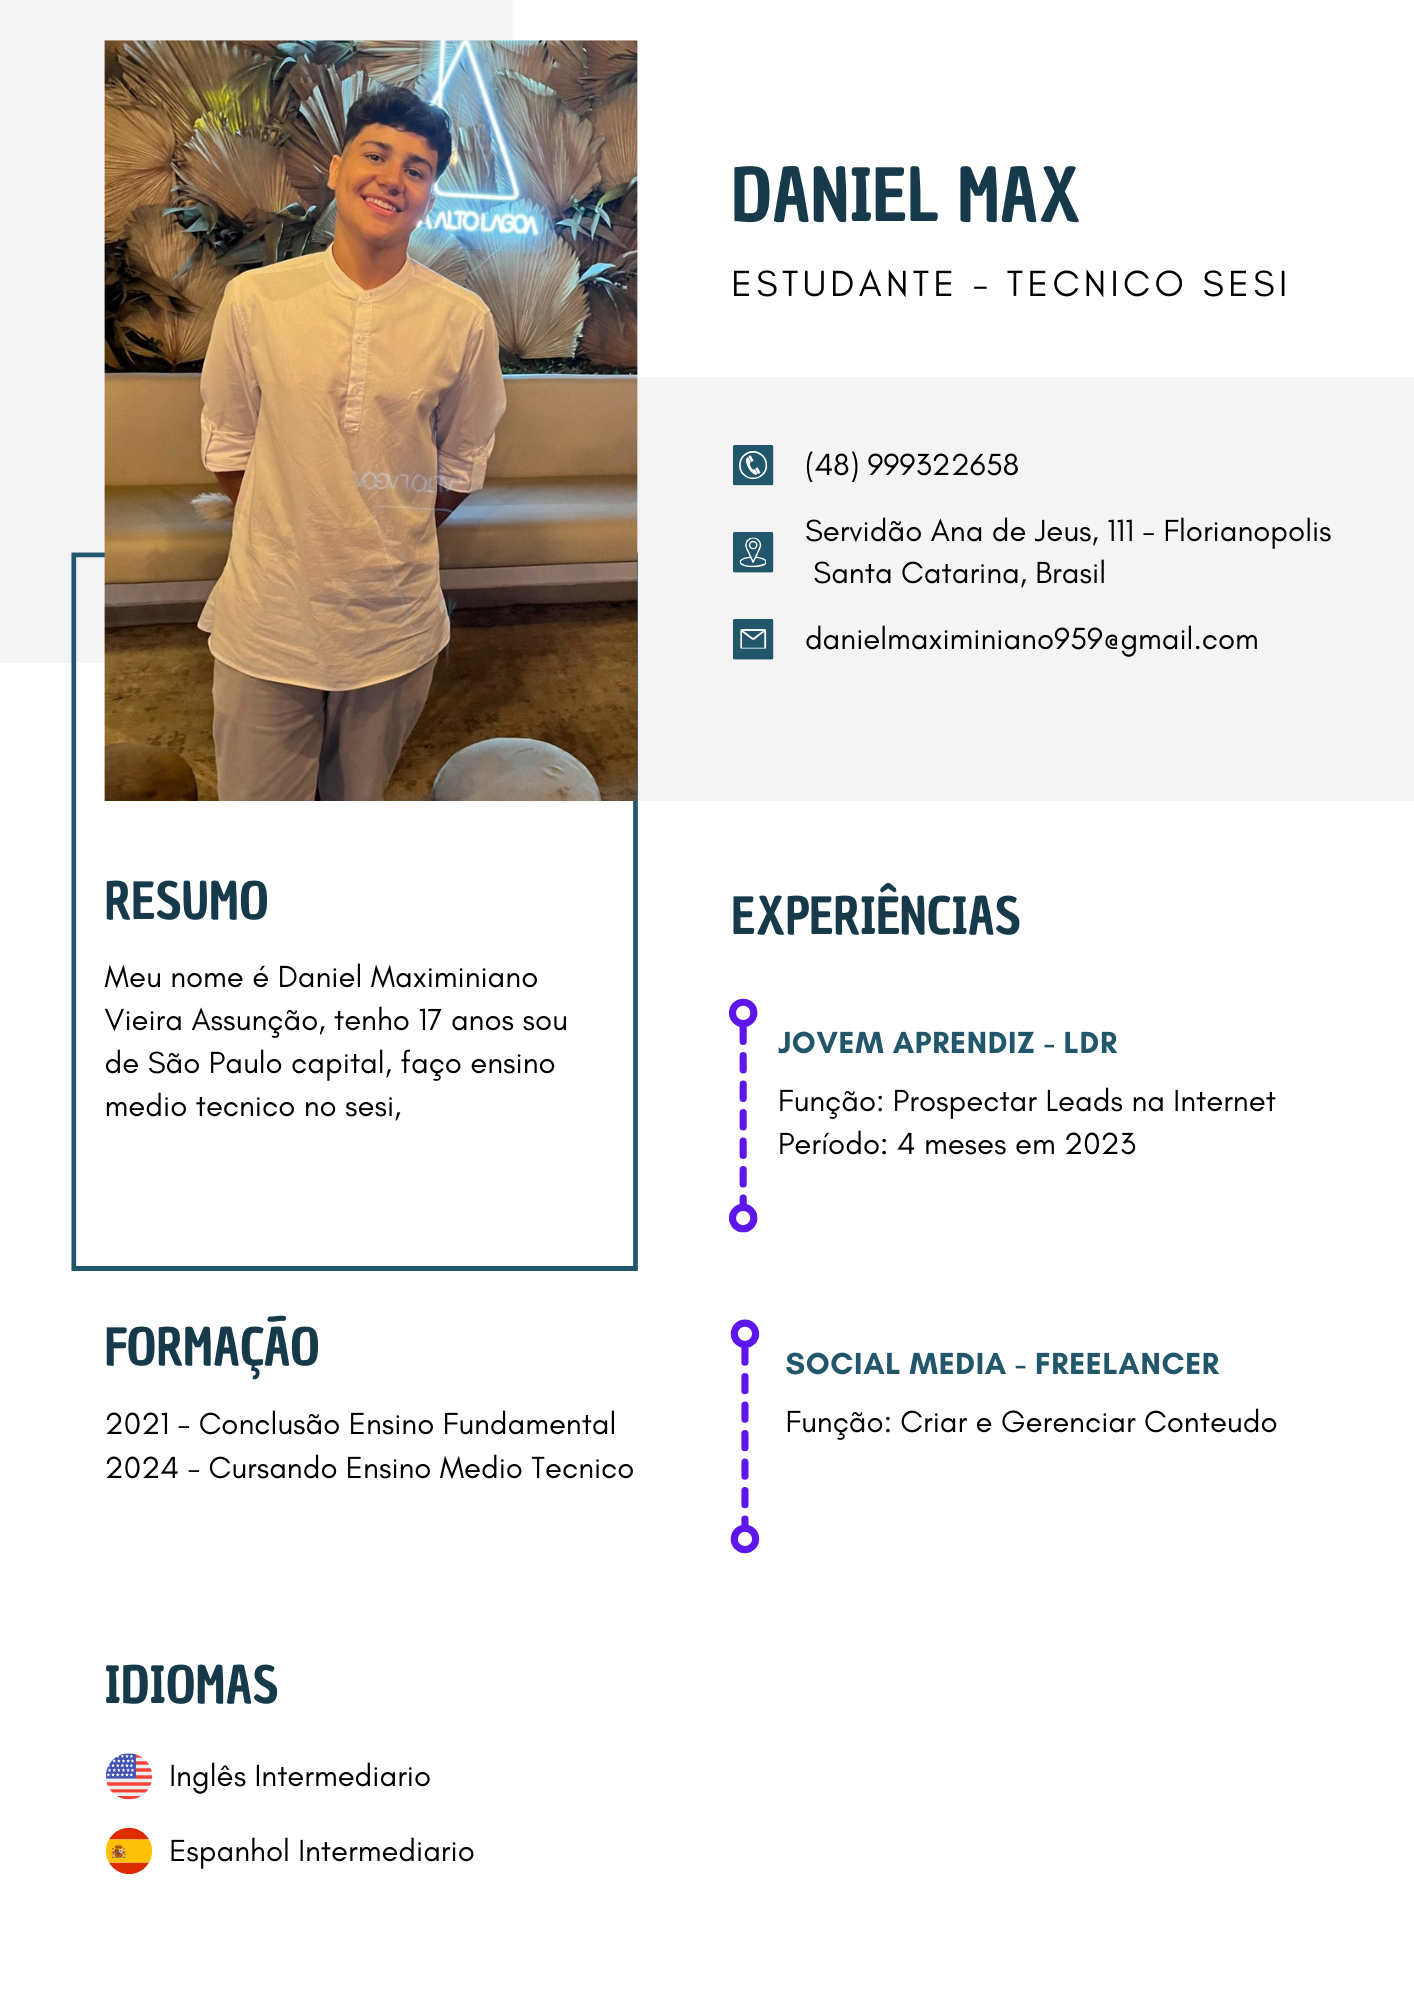 DANIEL MAX
ESTUDANTE - TECNICO SESI
(48) 999322658
Servidão Ana de Jeus, 111 - Florianopolis
Santa Catarina, Brasil
danielmaximiniano959@gmail.com
ALTO LAGOA
RESUMO
Meu nome é Daniel Maximiniano
Vieira Assunção, tenho 17 anos sou
de São Paulo capital, faço ensino
medio tecnico no sesi,
FORMAÇÃO
2021 - Conclusão Ensino Fundamental
2024 - Cursando Ensino Medio Tecnico
IDIOMAS
Inglês Intermediario
Espanhol Intermediario
EXPERIÊNCIAS
JOVEM APRENDIZ - LDR
Função: Prospectar Leads na Internet
Período: 4 meses em 2023
SOCIAL MEDIA - FREELANCER
Função: Criar e Gerenciar Conteudo